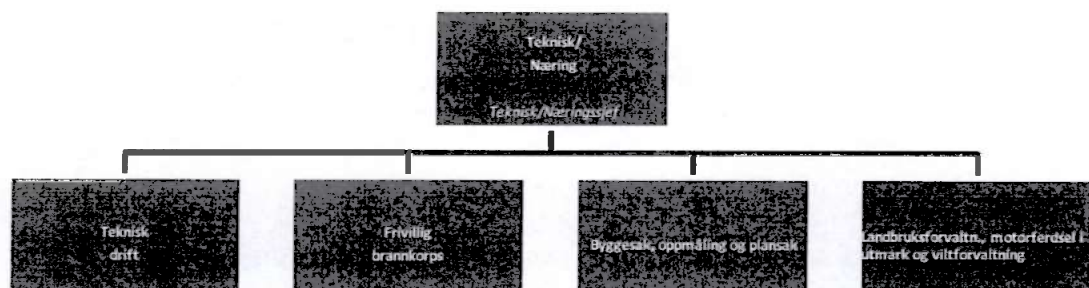 Teknisk/
Næring
Teknisk/Næringssjef
Teknisk
drift
Frivillig
brannkorps
Byggesak, oppmåling og plansak
Landbruksforvaltn., motorferdsel i
utmark og viltforvaltning